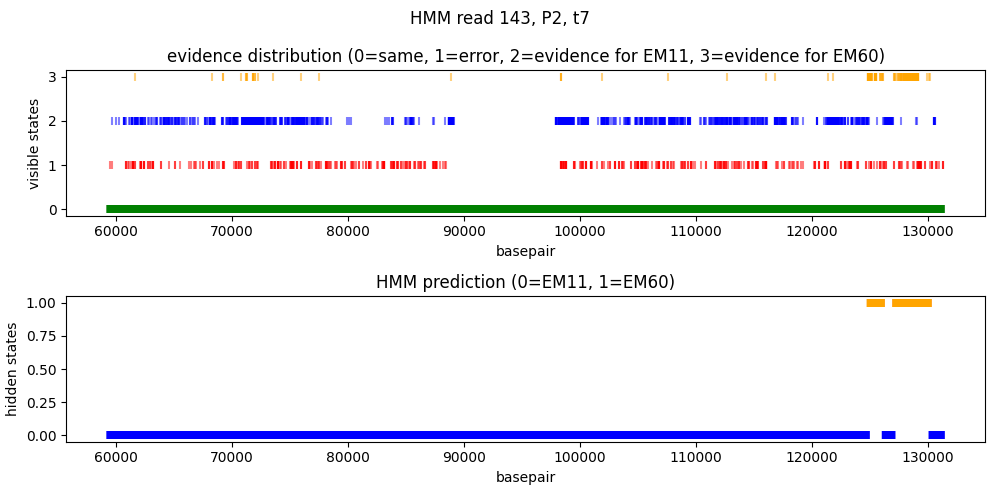 HMM read 143, P2, t7
evidence distribution (0=same, 1=error, 2=evidence for EM11, 3=evidence for EM60)
visible states
3
2
1
0
60000 70000 80000 90000 100000 110000 120000 130000
basepair
HMM prediction (0=EM11, 1=EM60)
hidden states
1.00
0.75
0.50
0.25
0.00
60000 70000 80000 90000 100000 110000 120000 130000
basepair